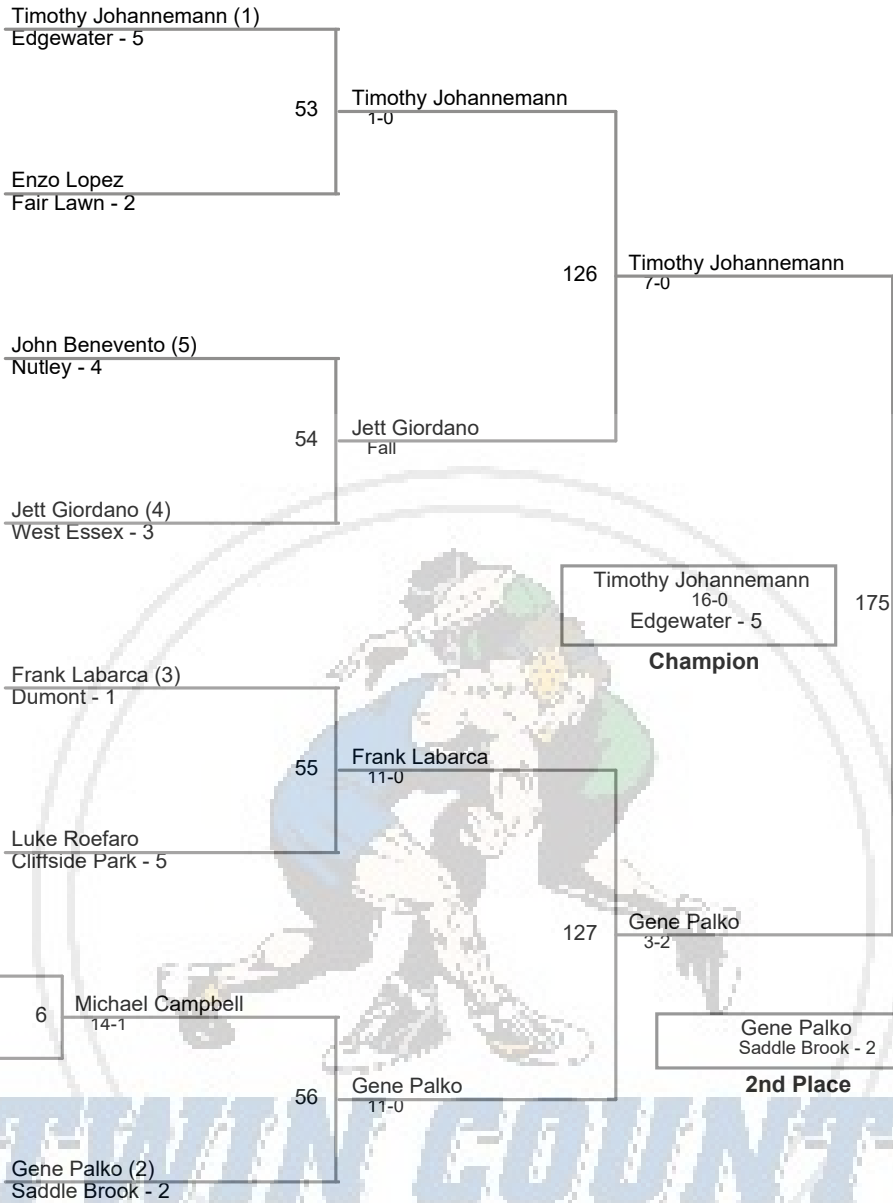 Timothy Johannemann (1)
Edgewater - 5
53
Timothy Johannemann
1-0
Enzo Lopez
Fair Lawn - 2
126
Timothy Johannemann
7-0
John Benevento (5)
Nutley - 4
54
Jett Giordano
Fall
Jett Giordano (4)
West Essex - 3
Timothy Johannemann
16-0
Edgewater - 5
175
Champion
Frank Labarca (3)
Dumont - 1
55
Frank Labarca
11-0
Luke Roefaro
Cliffside Park - 5
127
Gene Palko
3-2
6
Michael Campbell
14-1
Gene Palko
Saddle Brook - 2
2nd Place
56
Gene Palko
11-0
Gene Palko (2)
Saddle Brook - 2
TWIN COUNT